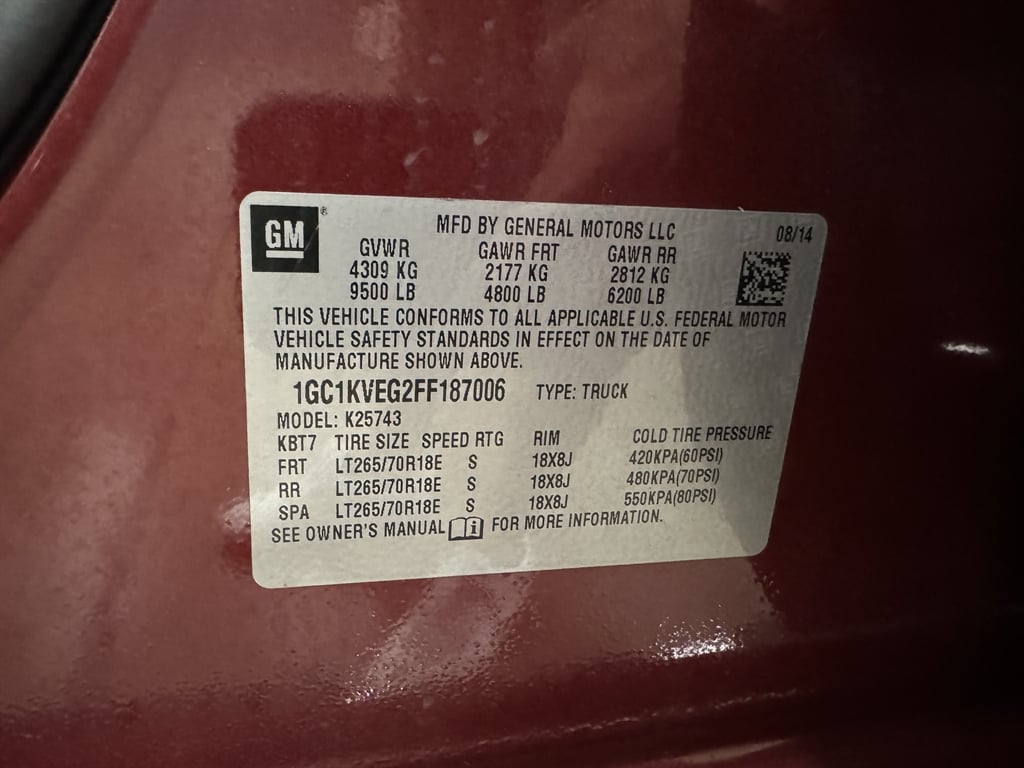 GM®
MFD BY GENERAL MOTORS LLC 08/14
GVWR GAWR FRT GAWR RR
4309 KG 2177 KG 2812 KG
9500 LB 4800 LB 6200 LB
THIS VEHICLE CONFORMS TO ALL APPLICABLE U.S. FEDERAL MOTOR
VEHICLE SAFETY STANDARDS IN EFFECT ON THE DATE OF
MANUFACTURE SHOWN ABOVE.
1GC1KVEG2FF187006 TYPE: TRUCK
MODEL: K25743
KBT7 TIRE SIZE SPEED RTG RIM COLD TIRE PRESSURE
FRT LT265/70R18E S 18X8J 420KPA(60PSI)
RR LT265/70R18E S 18X8J 480KPA(70PSI)
SPA LT265/70R18E S 18X8J 550KPA(80PSI)
SEE OWNER'S MANUAL i FOR MORE INFORMATION.